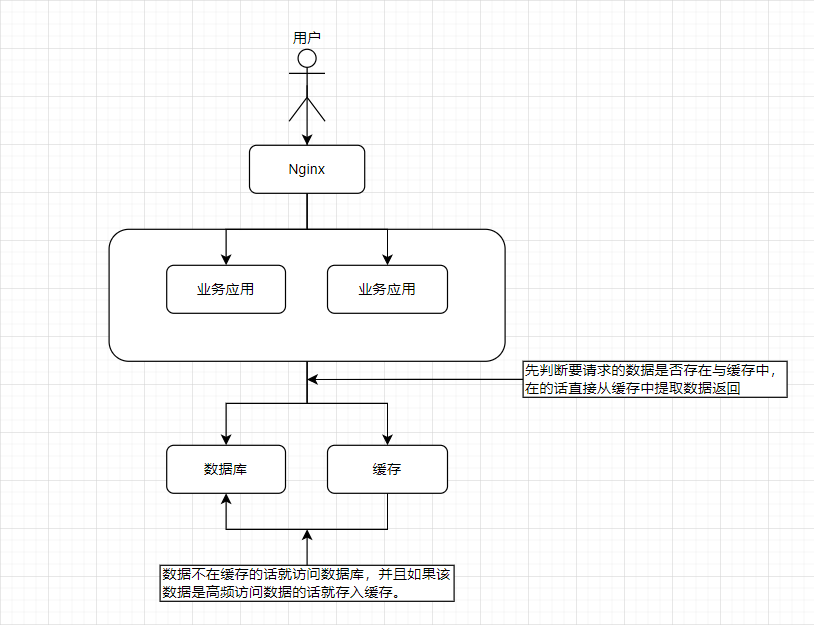 用户
Nginx
业务应用
业务应用
先判断要请求的数据是否存在与缓存中，
在的话直接从缓存中提取数据返回
数据库
缓存
数据不在缓存的话就访问数据库，并且如果该
数据是高频访问数据的话就存入缓存。